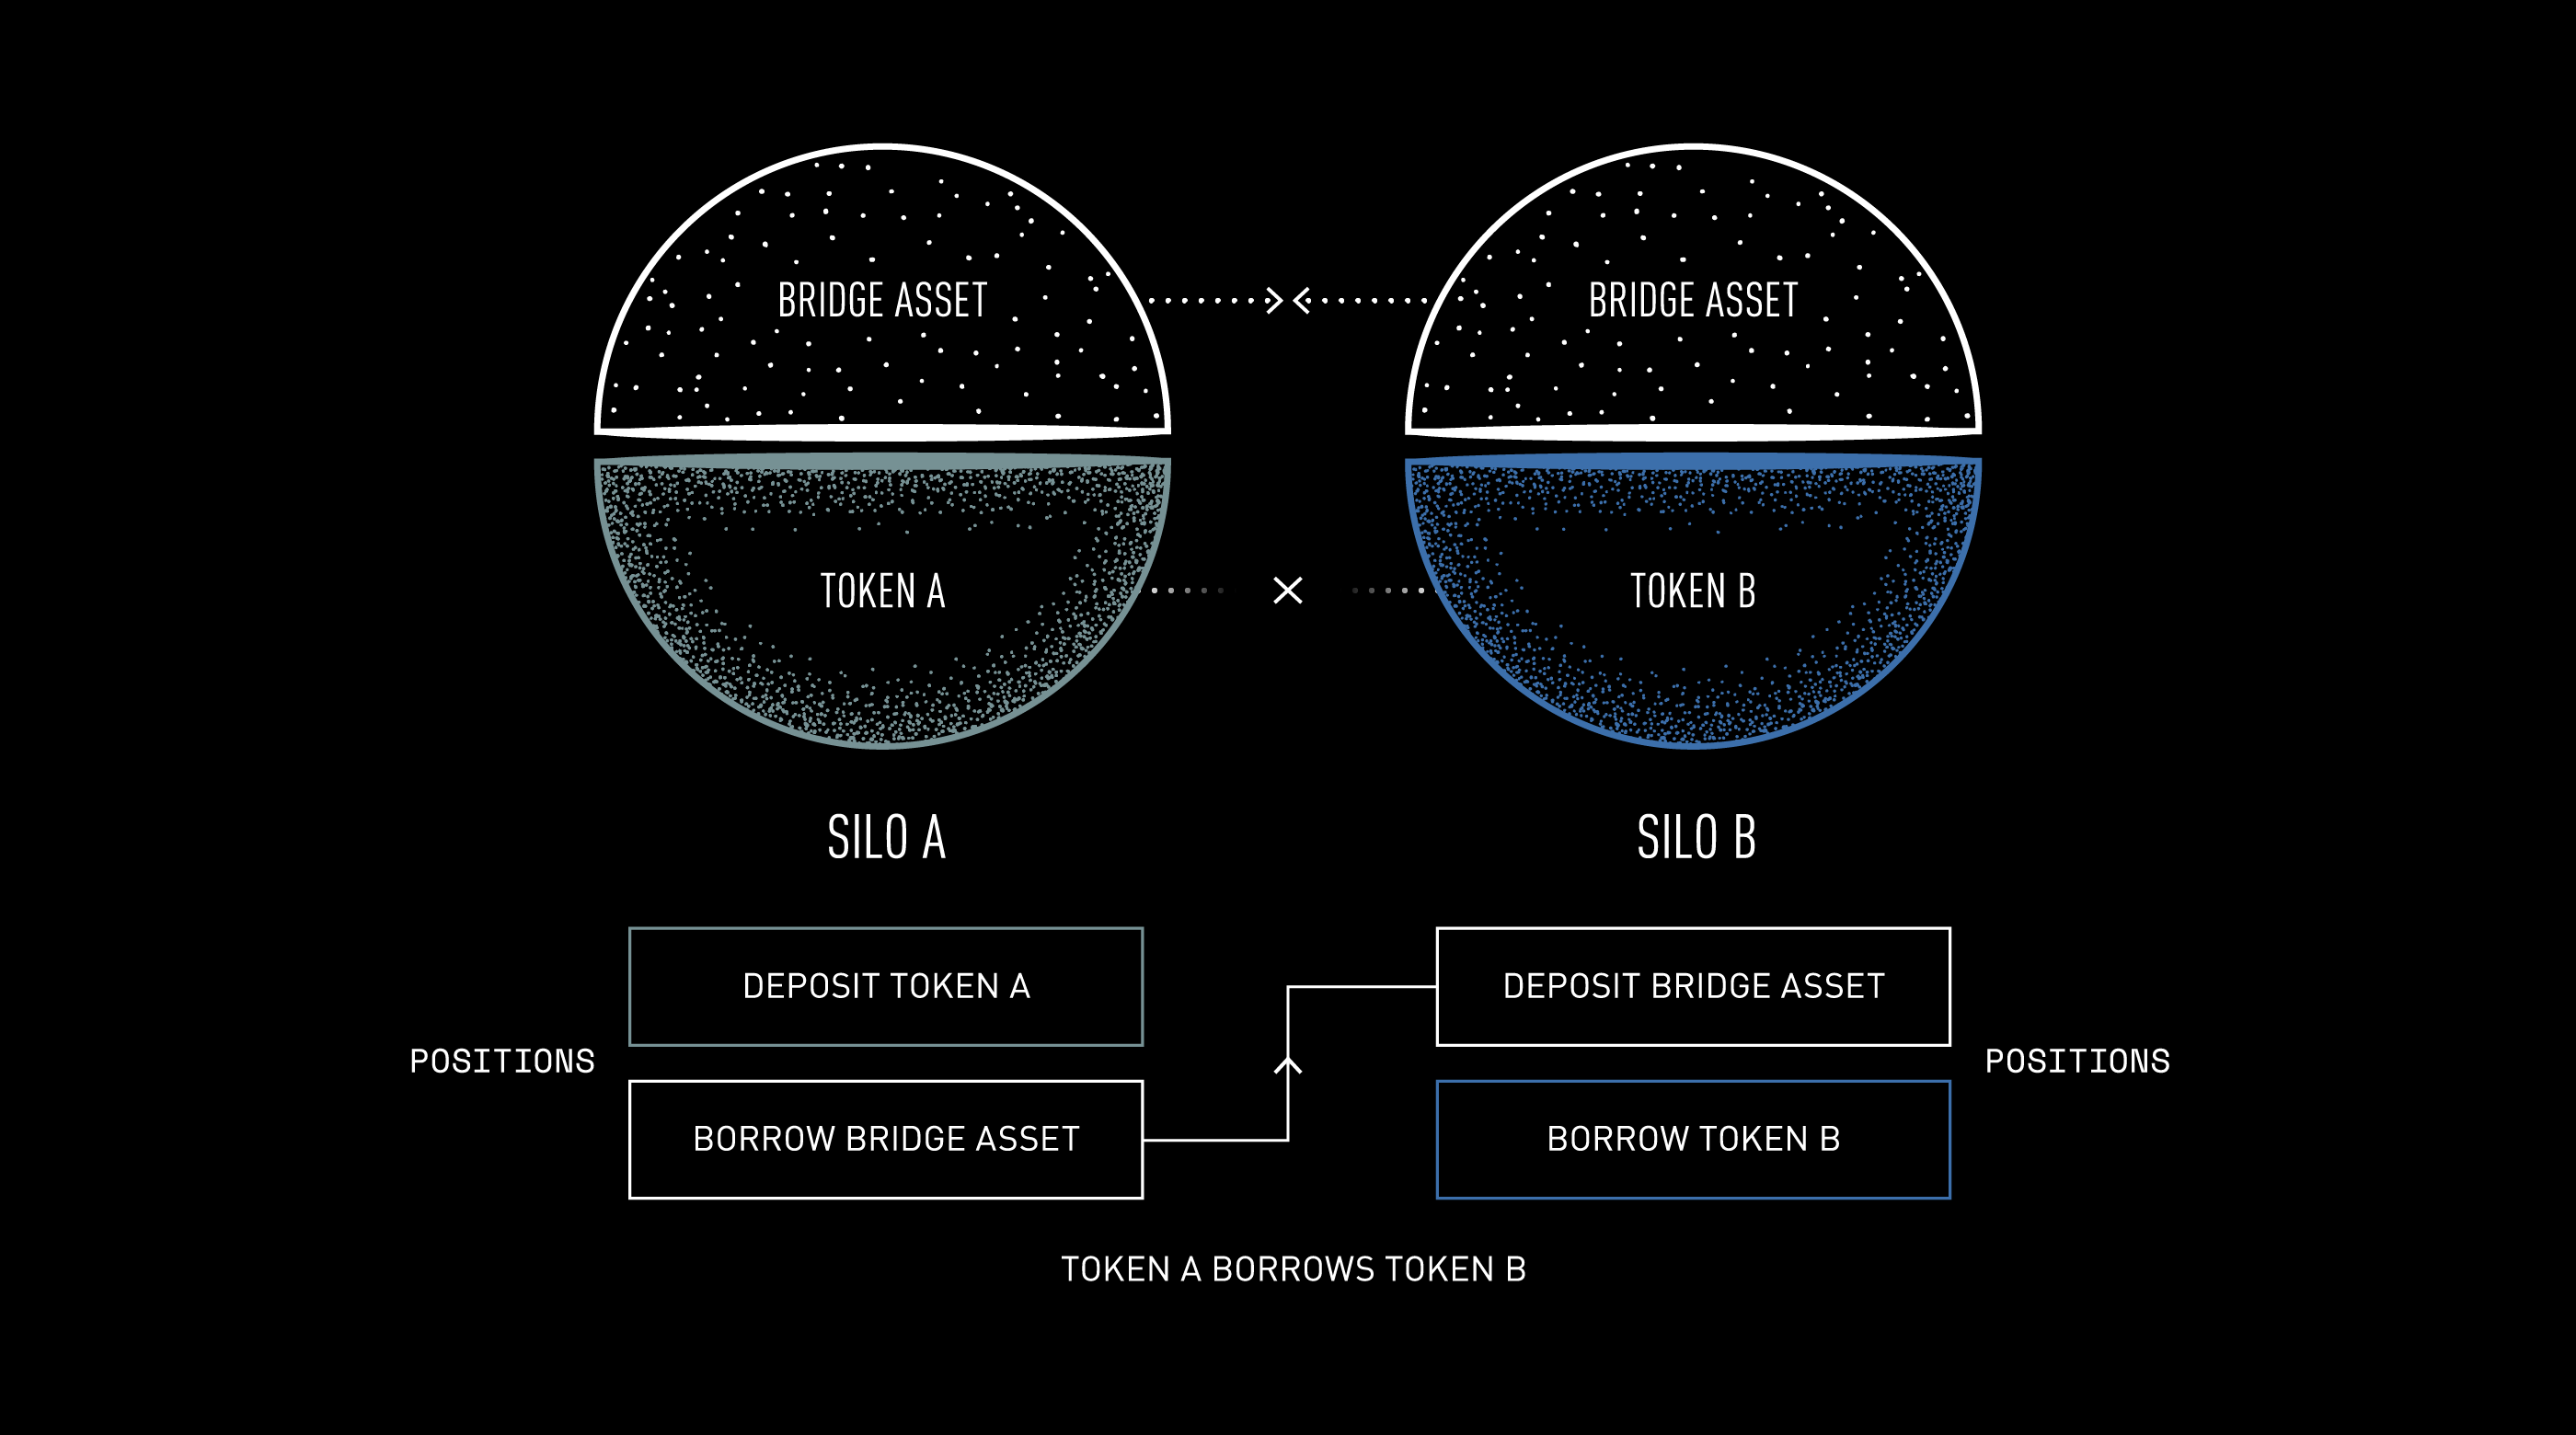 BRIDGE ASSET
BRIDGE ASSET
TOKEN A
TOKEN B
SILO A
SILO B
DEPOSIT TOKEN A
DEPOSIT BRIDGE ASSET
POSITIONS
POSITIONS
BORROW BRIDGE ASSET
BORROW TOKEN B
TOKEN A BORROWS TOKEN B